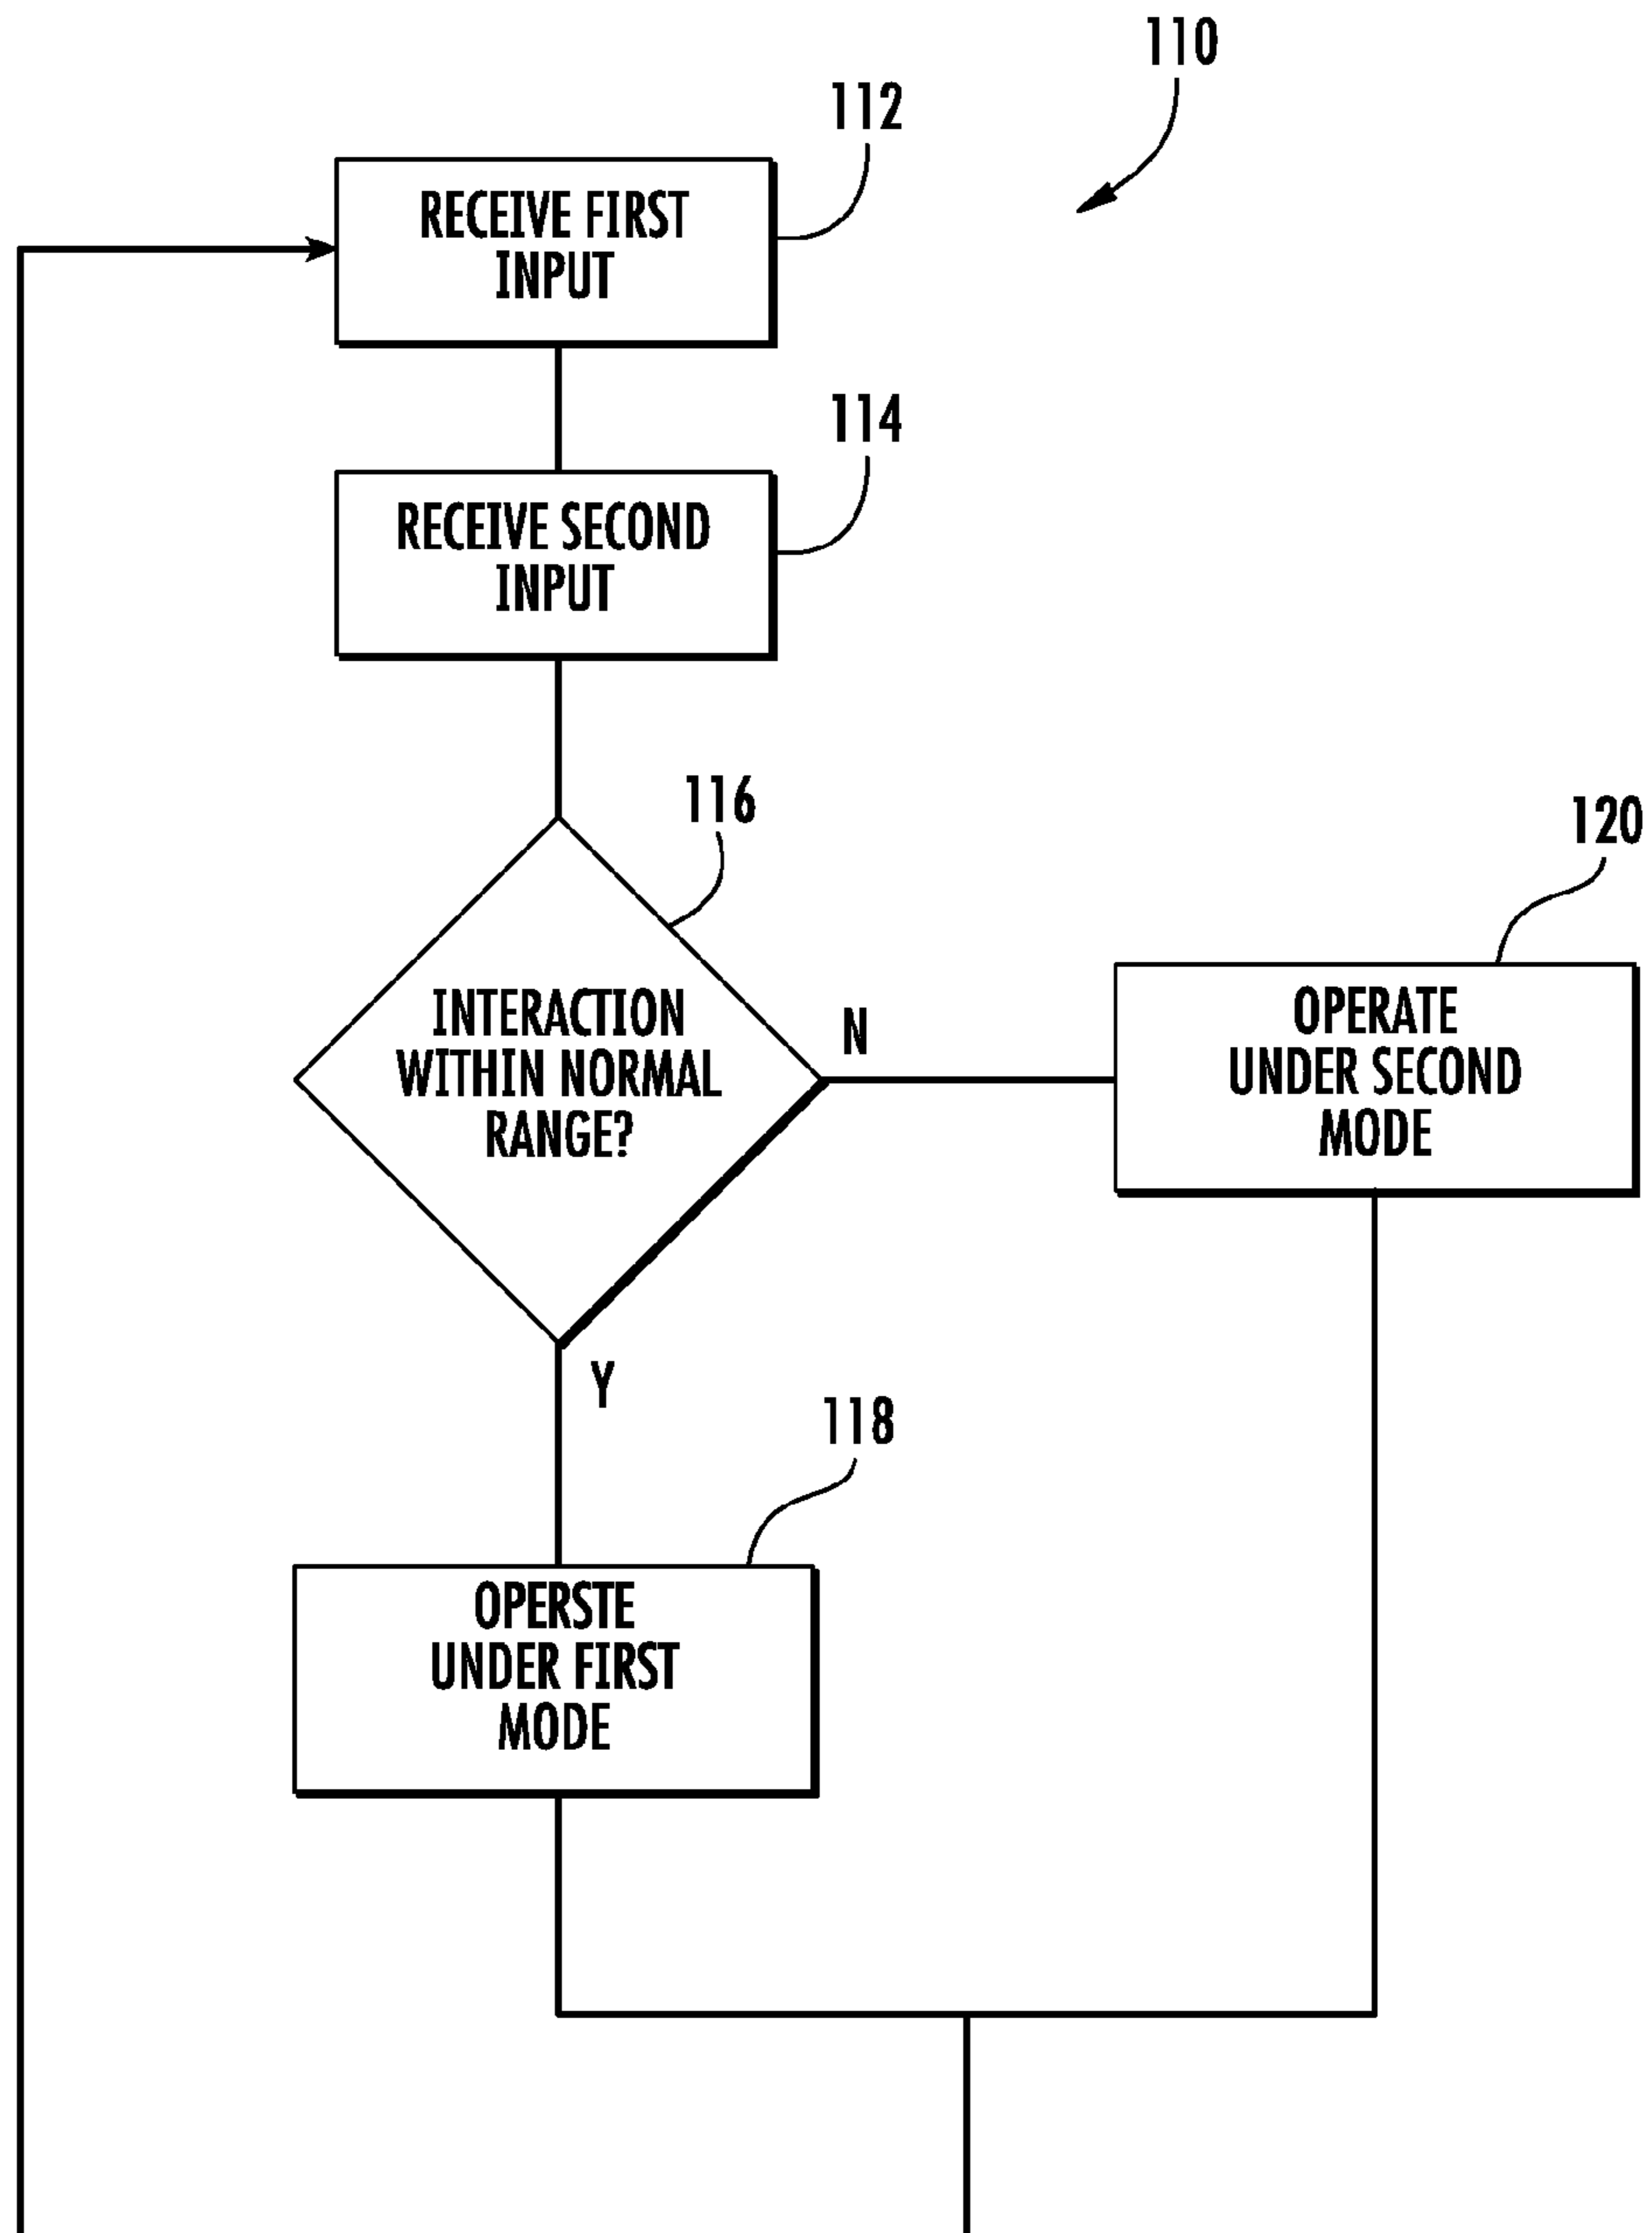 110
112
RECEIVE FIRST
INPUT
114
RECEIVE SECOND
INPUT
116
INTERACTION
WITHIN NORMAL
RANGE?
N
120
OPERATE
UNDER SECOND
MODE
Y
118
OPERSTE
UNDER FIRST
MODE